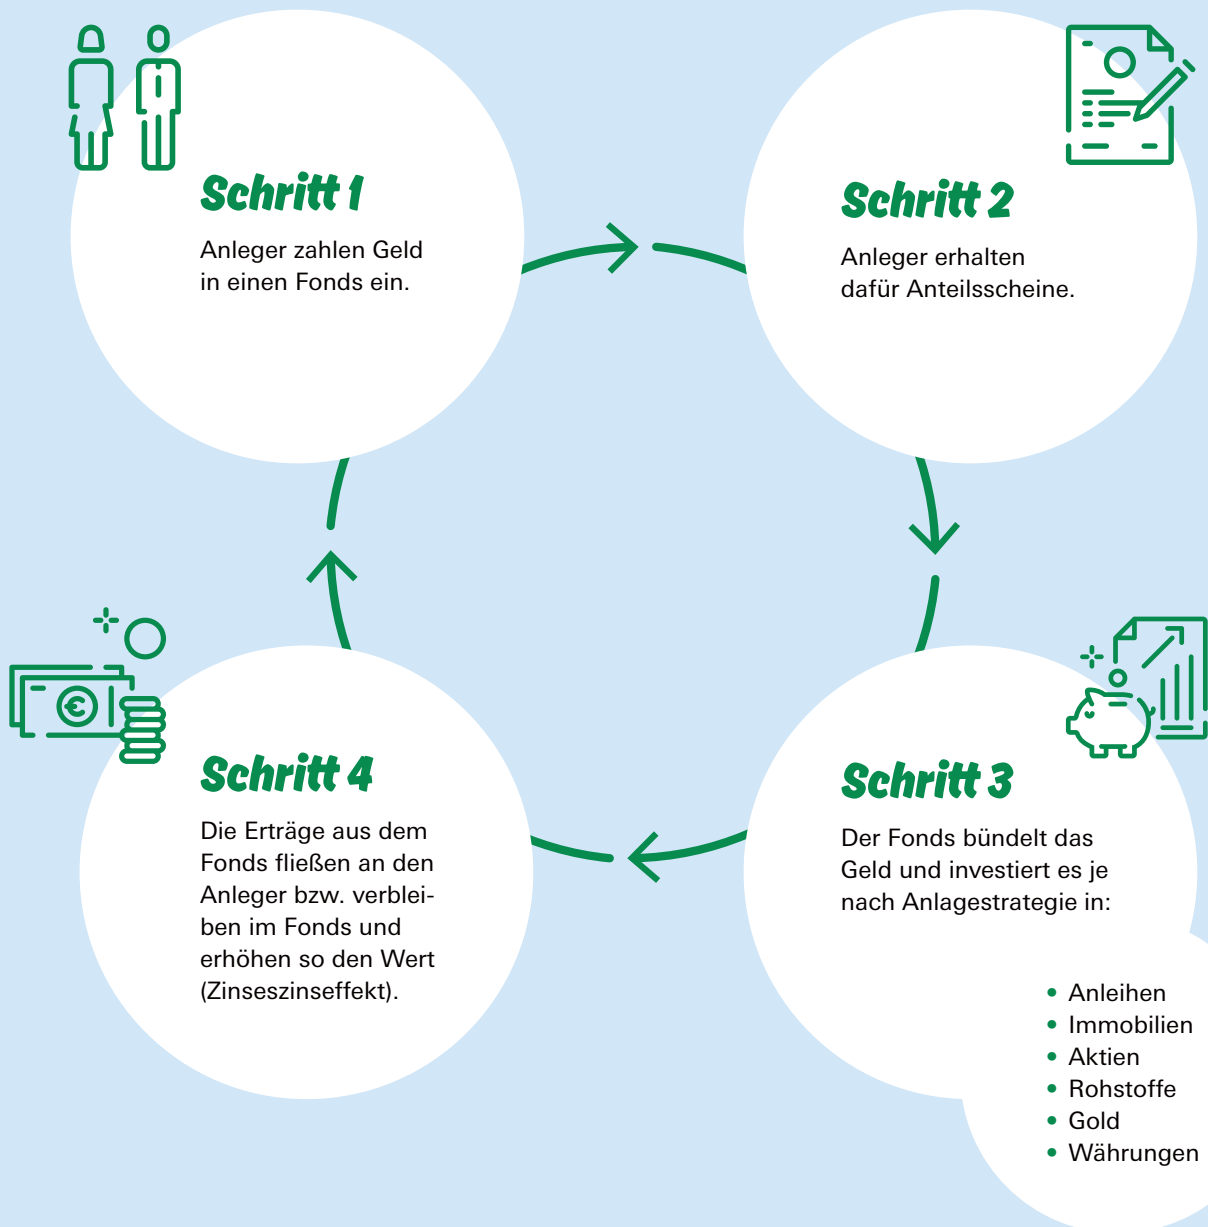 Schritt 1
Anleger zahlen Geld
in einen Fonds ein.
Schritt 2
Anleger erhalten
dafür Anteilsscheine.
Schritt 3
Der Fonds bündelt das
Geld und investiert es je
nach Anlagestrategie in:
• Anleihen
• Immobilien
• Aktien
• Rohstoffe
• Gold
• Währungen
Schritt 4
Die Erträge aus dem
Fonds fließen an den
Anleger bzw. verblei-
ben im Fonds und
erhöhen so den Wert
(Zinseszinseffekt).
€